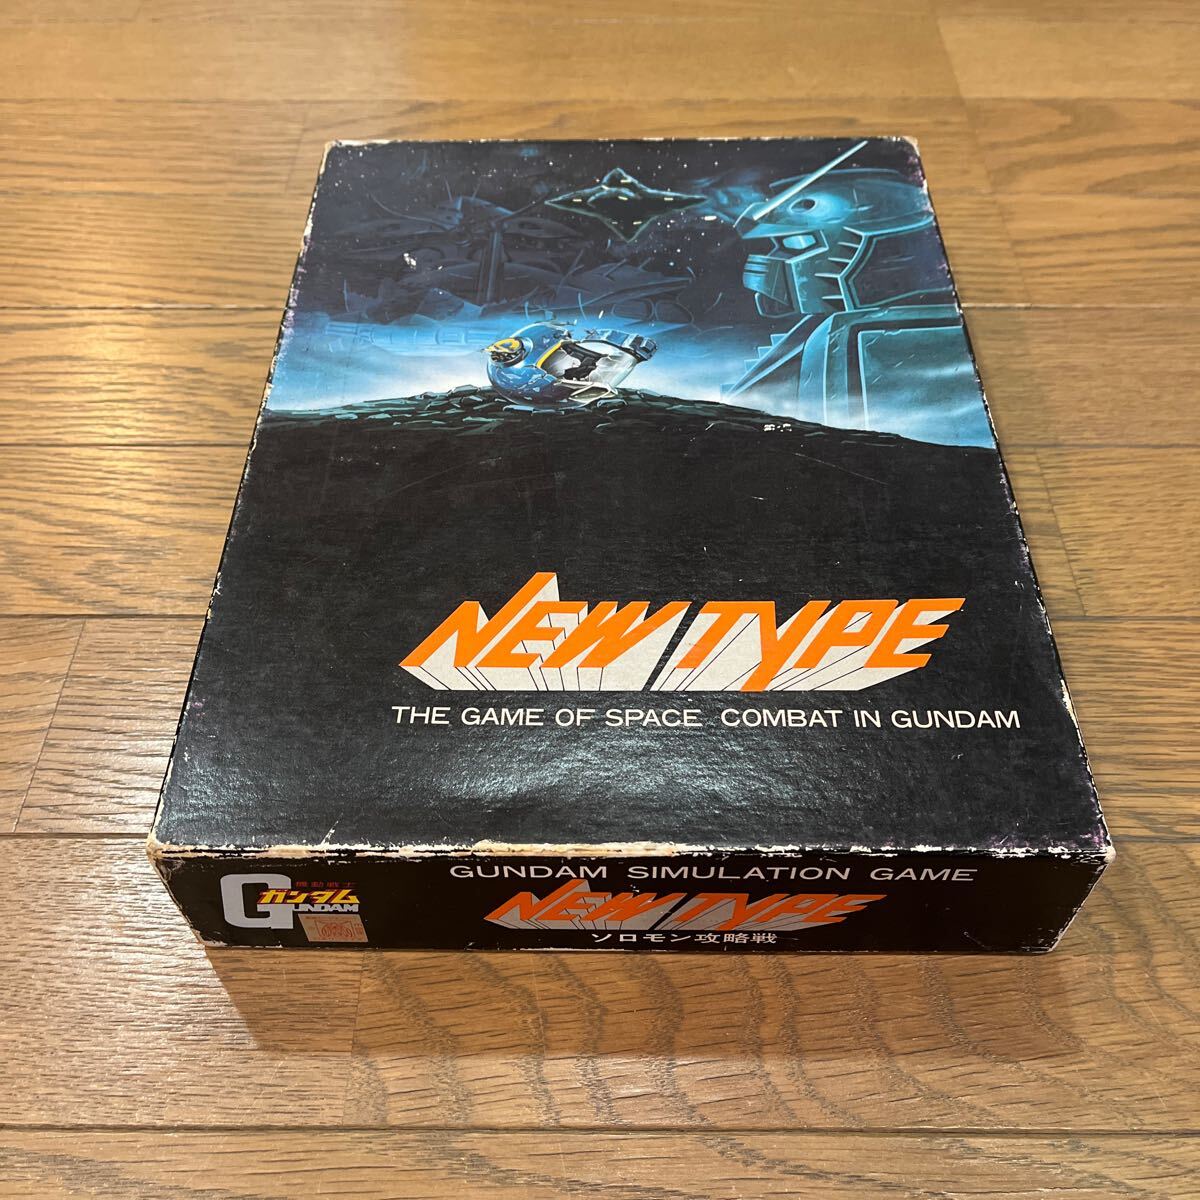 NEWTYPE
THE GAME OF SPACE COMBAT IN GUNDAM
GUNDAM SIMULATION GAME
NEWTYPE
ソロモン攻略戦
機動戦士
ガンダム
GUNDAM